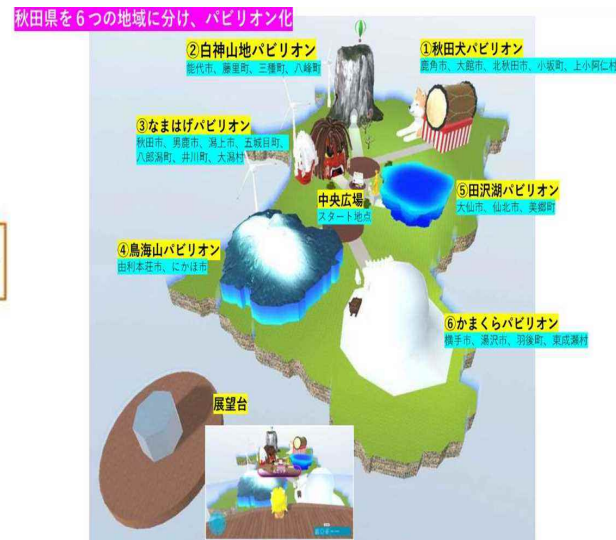 秋田県を６つの地域に分け、パビリオン化
②白神山地パビリオン
能代市、藤里町、三種町、八峰町
①秋田犬パビリオン
鹿角市、大館市、北秋田市、小坂町、上小阿仁村
③なまはげパビリオン
秋田市、男鹿市、潟上市、五城目町、
八郎潟町、井川町、大潟村
中央広場
スタート地点
⑤田沢湖パビリオン
大仙市、仙北市、美郷町
④鳥海山パビリオン
由利本荘市、にかほ市
⑥かまくらパビリオン
横手市、湯沢市、羽後町、東成瀬村
展望台